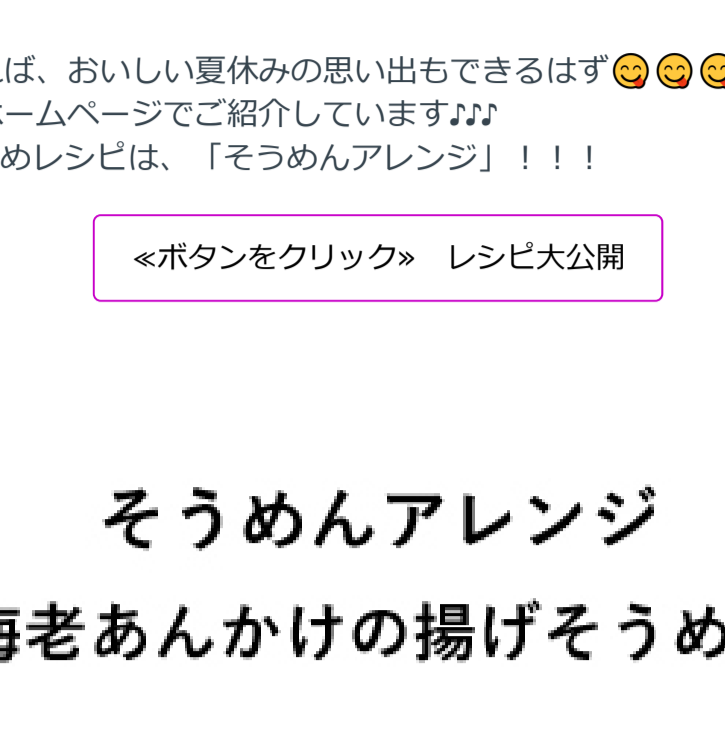 ば、おいしい夏休みの思い出もできるはず😋😋😋
ームページでご紹介しています♪♪♪
めレシピは、「そうめんアレンジ」！！！
≪ボタンをクリック≫　レシピ大公開
そうめんアレンジ
海老あんかけの揚げそうめ